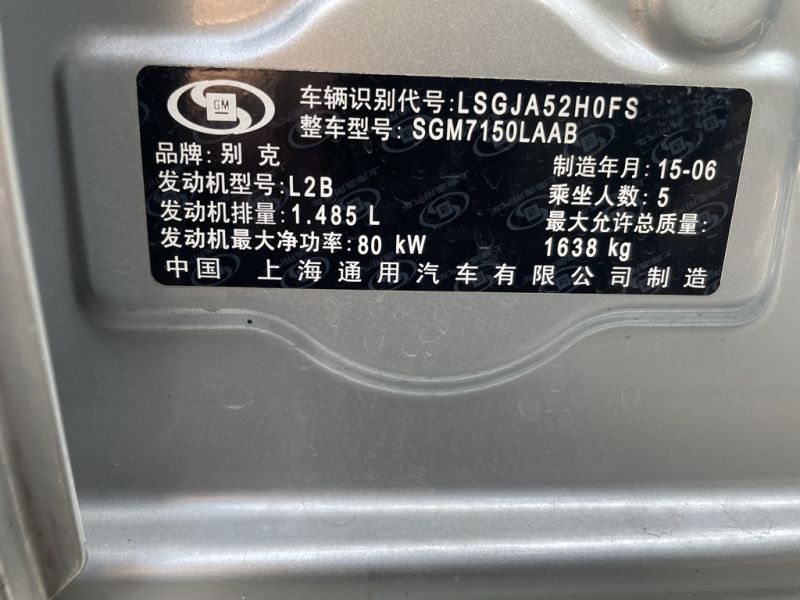 GM
车辆识别代号:LSGJA52H0FS
整车型号: SGM7150LAAB
品牌: 别 克
制造年月: 15-06
发动机型号: L2B
乘坐人数: 5
发动机排量: 1.485 L
最大允许总质量:
发动机最大净功率: 80 kW
1638 kg
中国 上海通用汽车有限公司制造